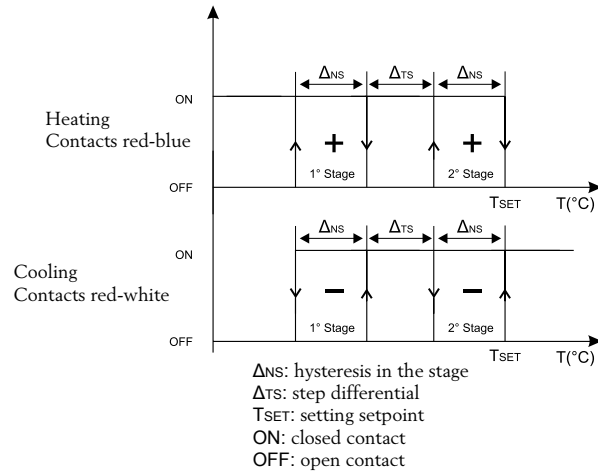 ΔNS ΔTS ΔNS
ON
Heating
Contacts red-blue
+ +
1° Stage 2° Stage
OFF
TSET T(°C)
ΔNS ΔTS ΔNS
ON
Cooling
Contacts red-white
− −
1° Stage 2° Stage
OFF
TSET T(°C)
ΔNS: hysteresis in the stage
ΔTS: step differential
TSET: setting setpoint
ON: closed contact
OFF: open contact